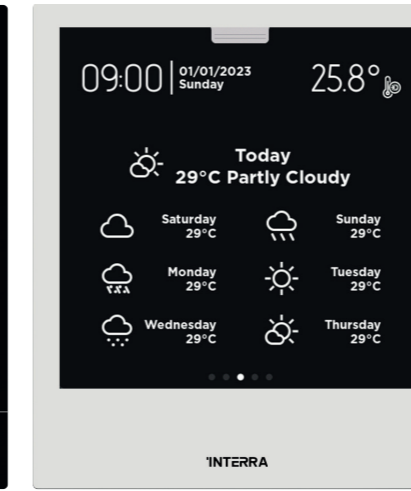 09:00
01/01/2023
Sunday
25.8°
Today
29°C Partly Cloudy
Saturday
29°C
Sunday
29°C
Monday
29°C
Tuesday
29°C
Wednesday
29°C
Thursday
29°C
INTERRA